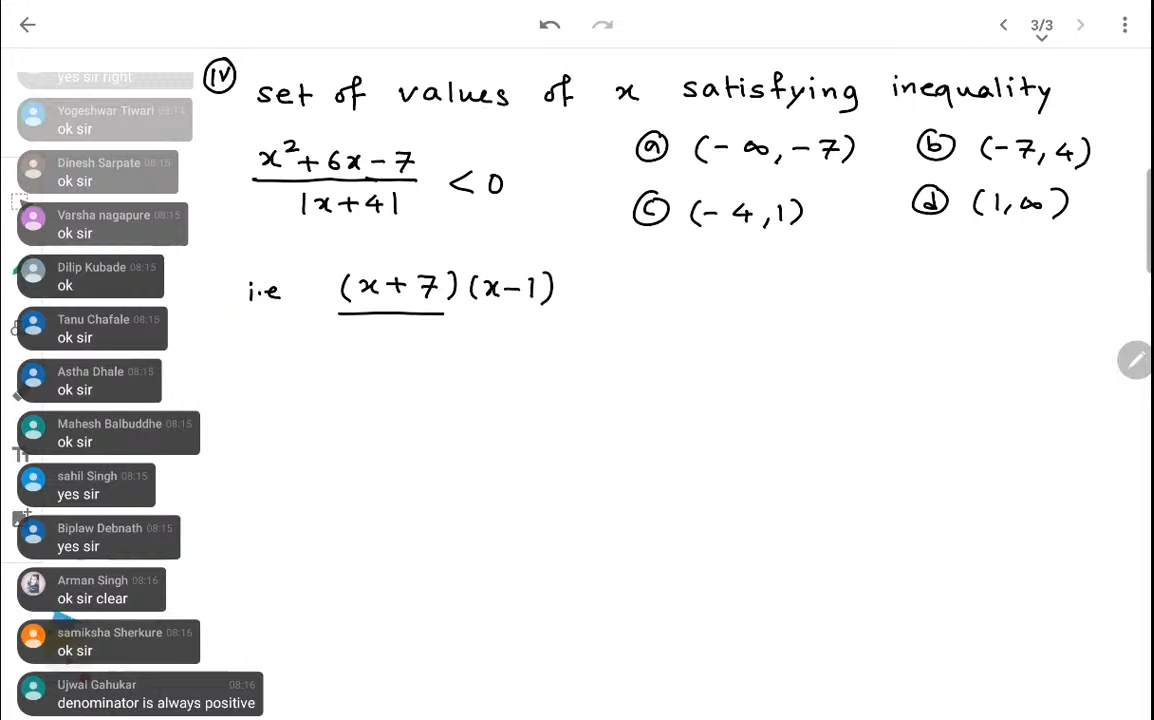 3/3
yes sir right
Yogeshwar Tiwari 08:14
ok sir
Dinesh Sarpate 08:15
ok sir
Varsha nagapure 08:15
ok sir
Dilip Kubade 08:15
ok
Tanu Chafale 08:15
ok sir
Astha Dhale 08:15
ok sir
Mahesh Balbuddhe 08:15
ok sir
sahil Singh 08:15
yes sir
Biplaw Debnath 08:15
yes sir
Arman Singh 08:16
ok sir clear
samiksha Sherkure 08:16
ok sir
Ujwal Gahukar 08:16
denominator is always positive
(IV) set of values of x satisfying inequality
x²+6x-7 / |x+4| < 0
(a) (-∞,-7) (b) (-7,4)
(c) (-4,1) (d) (1,∞)
i.e (x+7)(x-1)